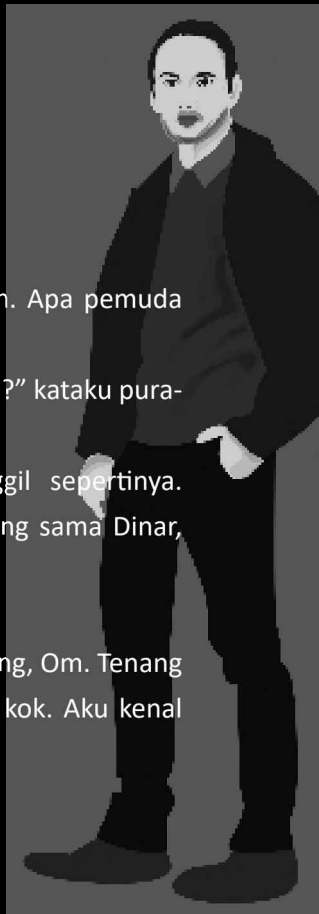 . Apa pemuda
?” kataku pura-
gil sepertinya.
ng sama Dinar,
ng, Om. Tenang
kok. Aku kenal